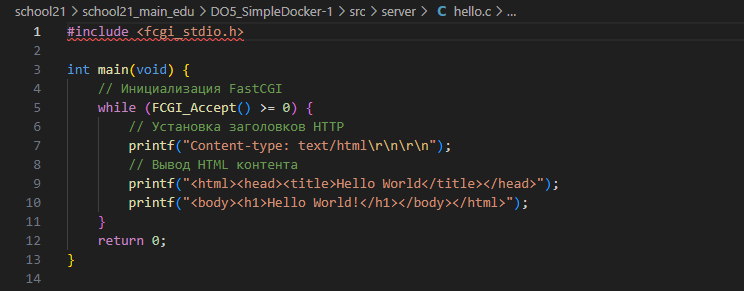 school21 > school21_main_edu > DO5_SimpleDocker-1 > src > server > C hello.c > ...
1 #include <fcgi_stdio.h>
2
3 int main(void) {
4 // Инициализация FastCGI
5 while (FCGI_Accept() >= 0) {
6 // Установка заголовков HTTP
7 printf("Content-type: text/html\r\n\r\n");
8 // Вывод HTML контента
9 printf("<html><head><title>Hello World</title></head>");
10 printf("<body><h1>Hello World!</h1></body></html>");
11 }
12 return 0;
13 }
14